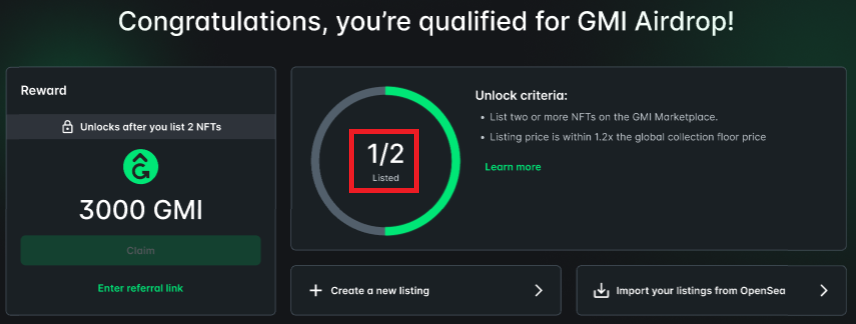 Congratulations, you're qualified for GMI Airdrop!
Reward
Unlocks after you list 2 NFTs
3000 GMI
Claim
Enter referral link
1/2
Listed
Unlock criteria:
• List two or more NFTs on the GMI Marketplace.
• Listing price is within 1.2x the global collection floor price
Learn more
Create a new listing
Import your listings from OpenSea